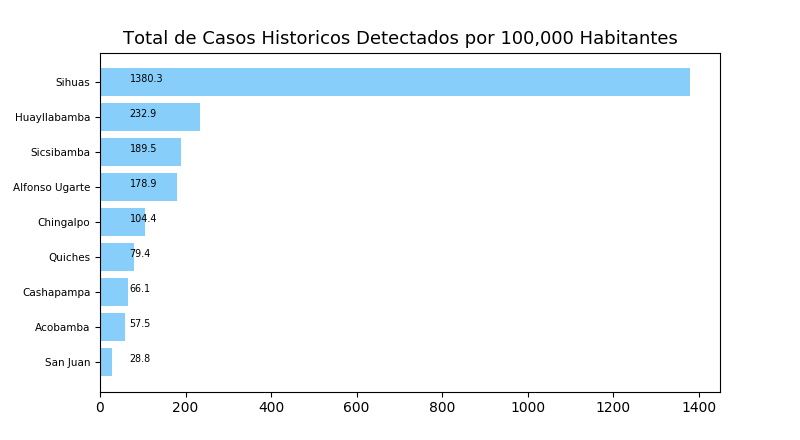 Total de Casos Historicos Detectados por 100,000 Habitantes
Sihuas 1380.3
Huayllabamba 232.9
Sicsibamba 189.5
Alfonso Ugarte 178.9
Chingalpo 104.4
Quiches 79.4
Cashapampa 66.1
Acobamba 57.5
San Juan 28.8
0 200 400 600 800 1000 1200 1400